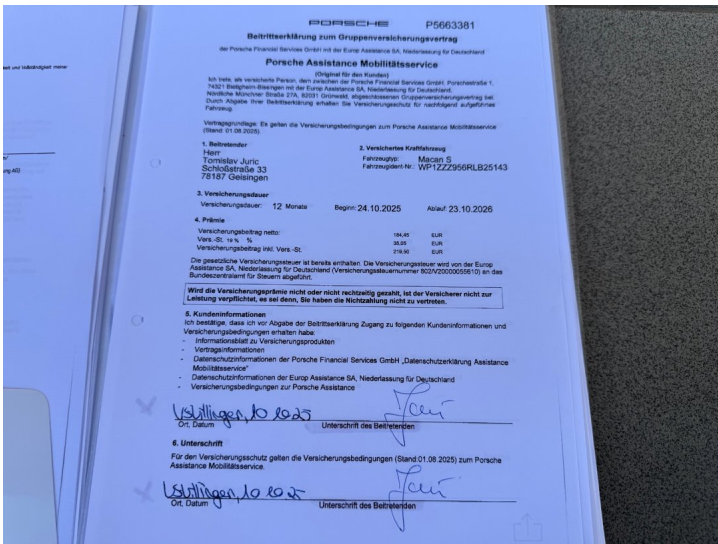 PORSCHE P5663381
Beitrittserklärung zum Gruppenversicherungsvertrag
der Porsche Financial Services GmbH mit der Europ Assistance SA, Niederlassung für Deutschland
Porsche Assistance Mobilitätsservice
(Original für den Kunden)
Ich trete, als versicherte Person, dem zwischen der Porsche Financial Services GmbH, Porschestraße 1,
74321 Bietigheim-Bissingen mit der Europ Assistance SA, Niederlassung für Deutschland,
Nördliche Münchner Straße 27A, 82031 Grünwald, abgeschlossenen Gruppenversicherungsvertrag bei.
Durch Abgabe Ihrer Beitrittserklärung erhalten Sie Versicherungsschutz für nachfolgend aufgeführtes
Fahrzeug.
Vertragsgrundlage: Es gelten die Versicherungsbedingungen zum Porsche Assistance Mobilitätsservice
(Stand: 01.08.2025).
1. Beitretender
Herr
Tomislav Juric
Schloßstraße 33
78187 Geisingen
2. Versichertes Kraftfahrzeug
Fahrzeugtyp: Macan S
Fahrzeugident-Nr.: WP1ZZZ956RLB25143
3. Versicherungsdauer
Versicherungsdauer: 12 Monate Beginn: 24.10.2025 Ablauf: 23.10.2026
4. Prämie
Versicherungsbeitrag netto: 184,45 EUR
Vers.-St. 19 % % 35,05 EUR
Versicherungsbeitrag inkl. Vers.-St. 219,50 EUR
Die gesetzliche Versicherungssteuer ist bereits enthalten. Die Versicherungssteuer wird von der Europ
Assistance SA, Niederlassung für Deutschland (Versicherungssteuernummer 802/V20000055610) an das
Bundeszentralamt für Steuern abgeführt.
Wird die Versicherungsprämie nicht oder nicht rechtzeitig gezahlt, ist der Versicherer nicht zur
Leistung verpflichtet, es sei denn, Sie haben die Nichtzahlung nicht zu vertreten.
5. Kundeninformationen
Ich bestätige, dass ich vor Abgabe der Beitrittserklärung Zugang zu folgenden Kundeninformationen und
Versicherungsbedingungen erhalten habe:
- Informationsblatt zu Versicherungsprodukten
- Vertragsinformationen
- Datenschutzinformationen der Porsche Financial Services GmbH „Datenschutzerklärung Assistance
Mobilitätsservice"
- Datenschutzinformationen der Europ Assistance SA, Niederlassung für Deutschland
- Versicherungsbedingungen zur Porsche Assistance
Ort, Datum Unterschrift des Beitretenden
6. Unterschrift
Für den Versicherungsschutz gelten die Versicherungsbedingungen (Stand:01.08.2025) zum Porsche
Assistance Mobilitätsservice.
Ort, Datum Unterschrift des Beitretenden